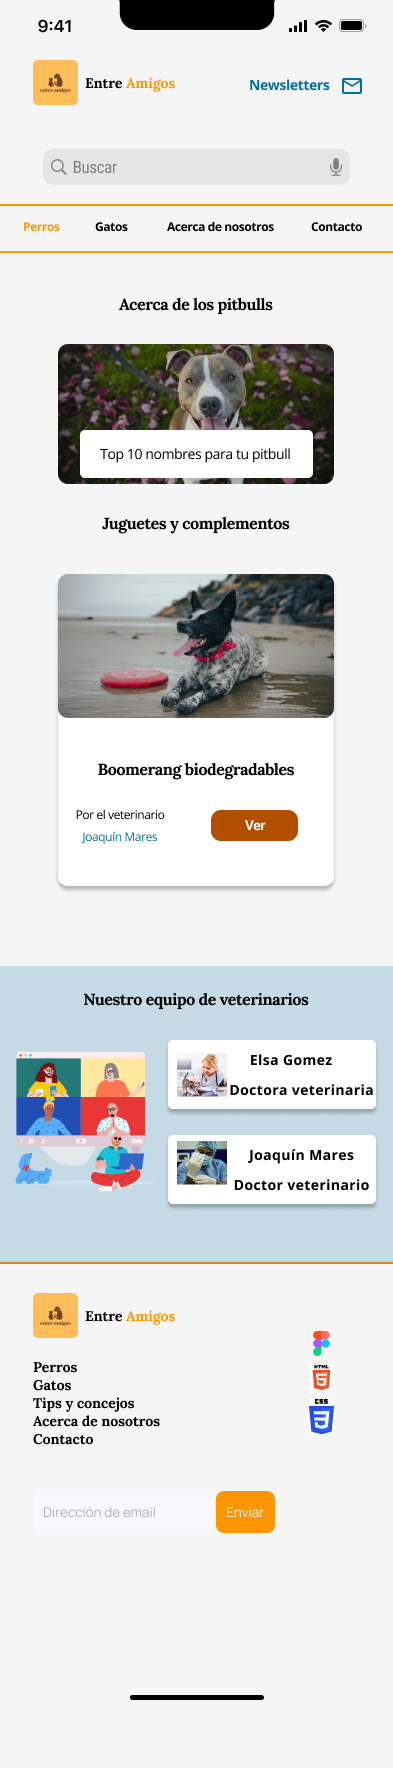 9:41
entre amigos
Entre Amigos
Newsletters
Buscar
Perros Gatos Acerca de nosotros Contacto
Acerca de los pitbulls
Top 10 nombres para tu pitbull
Juguetes y complementos
Boomerang biodegradables
Por el veterinario
Joaquín Mares
Ver
Nuestro equipo de veterinarios
Elsa Gomez
Doctora veterinaria
Joaquín Mares
Doctor veterinario
entre amigos
Entre Amigos
Perros
Gatos
Tips y concejos
Acerca de nosotros
Contacto
HTML
5
CSS
3
Dirección de email
Enviar